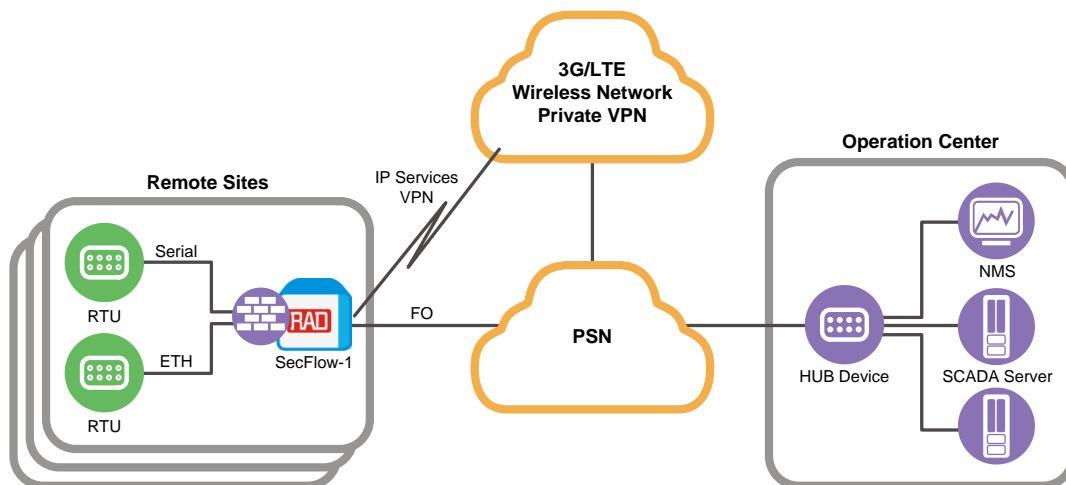 3G/LTE
Wireless Network
Private VPN
Operation Center
Remote Sites
IP Services
VPN
Serial
RTU
RAD
SecFlow-1
FO
PSN
NMS
HUB Device
SCADA Server
ETH
RTU